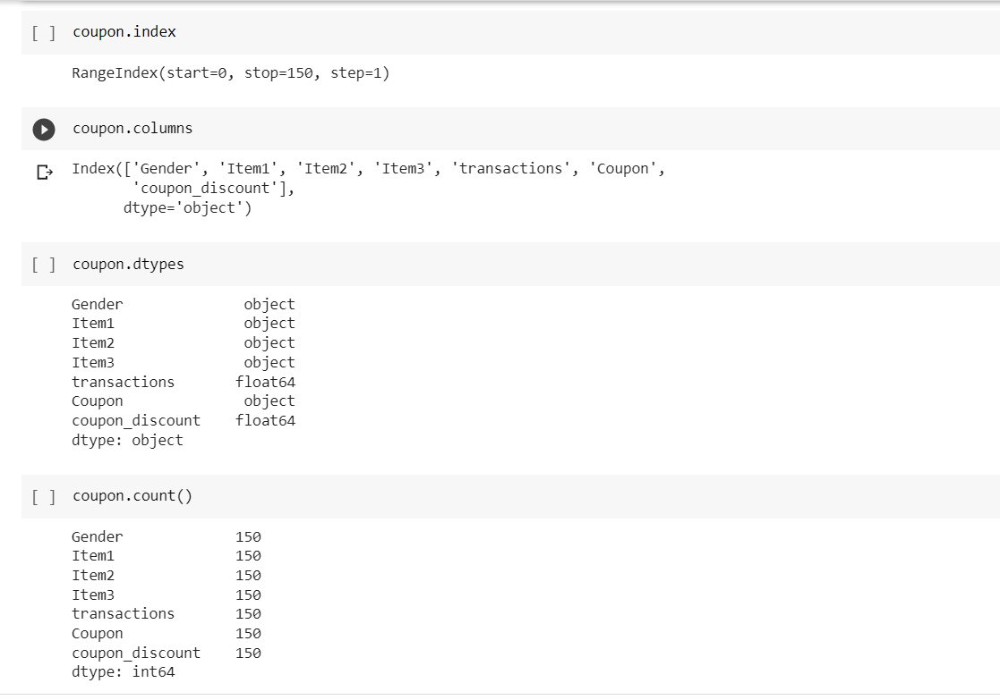 [ ] coupon.index
RangeIndex(start=0, stop=150, step=1)
coupon.columns
Index(['Gender', 'Item1', 'Item2', 'Item3', 'transactions', 'Coupon',
       'coupon_discount'],
      dtype='object')
[ ] coupon.dtypes
Gender              object
Item1               object
Item2               object
Item3               object
transactions       float64
Coupon              object
coupon_discount    float64
dtype: object
[ ] coupon.count()
Gender             150
Item1              150
Item2              150
Item3              150
transactions       150
Coupon             150
coupon_discount    150
dtype: int64